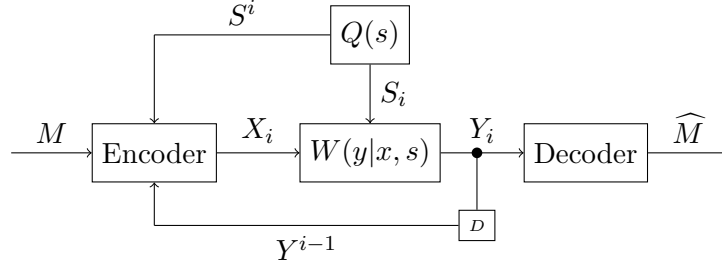 S^i
Q(s)
S_i
M
Encoder
X_i
W(y|x, s)
Y_i
Decoder
\widehat{M}
D
Y^{i-1}